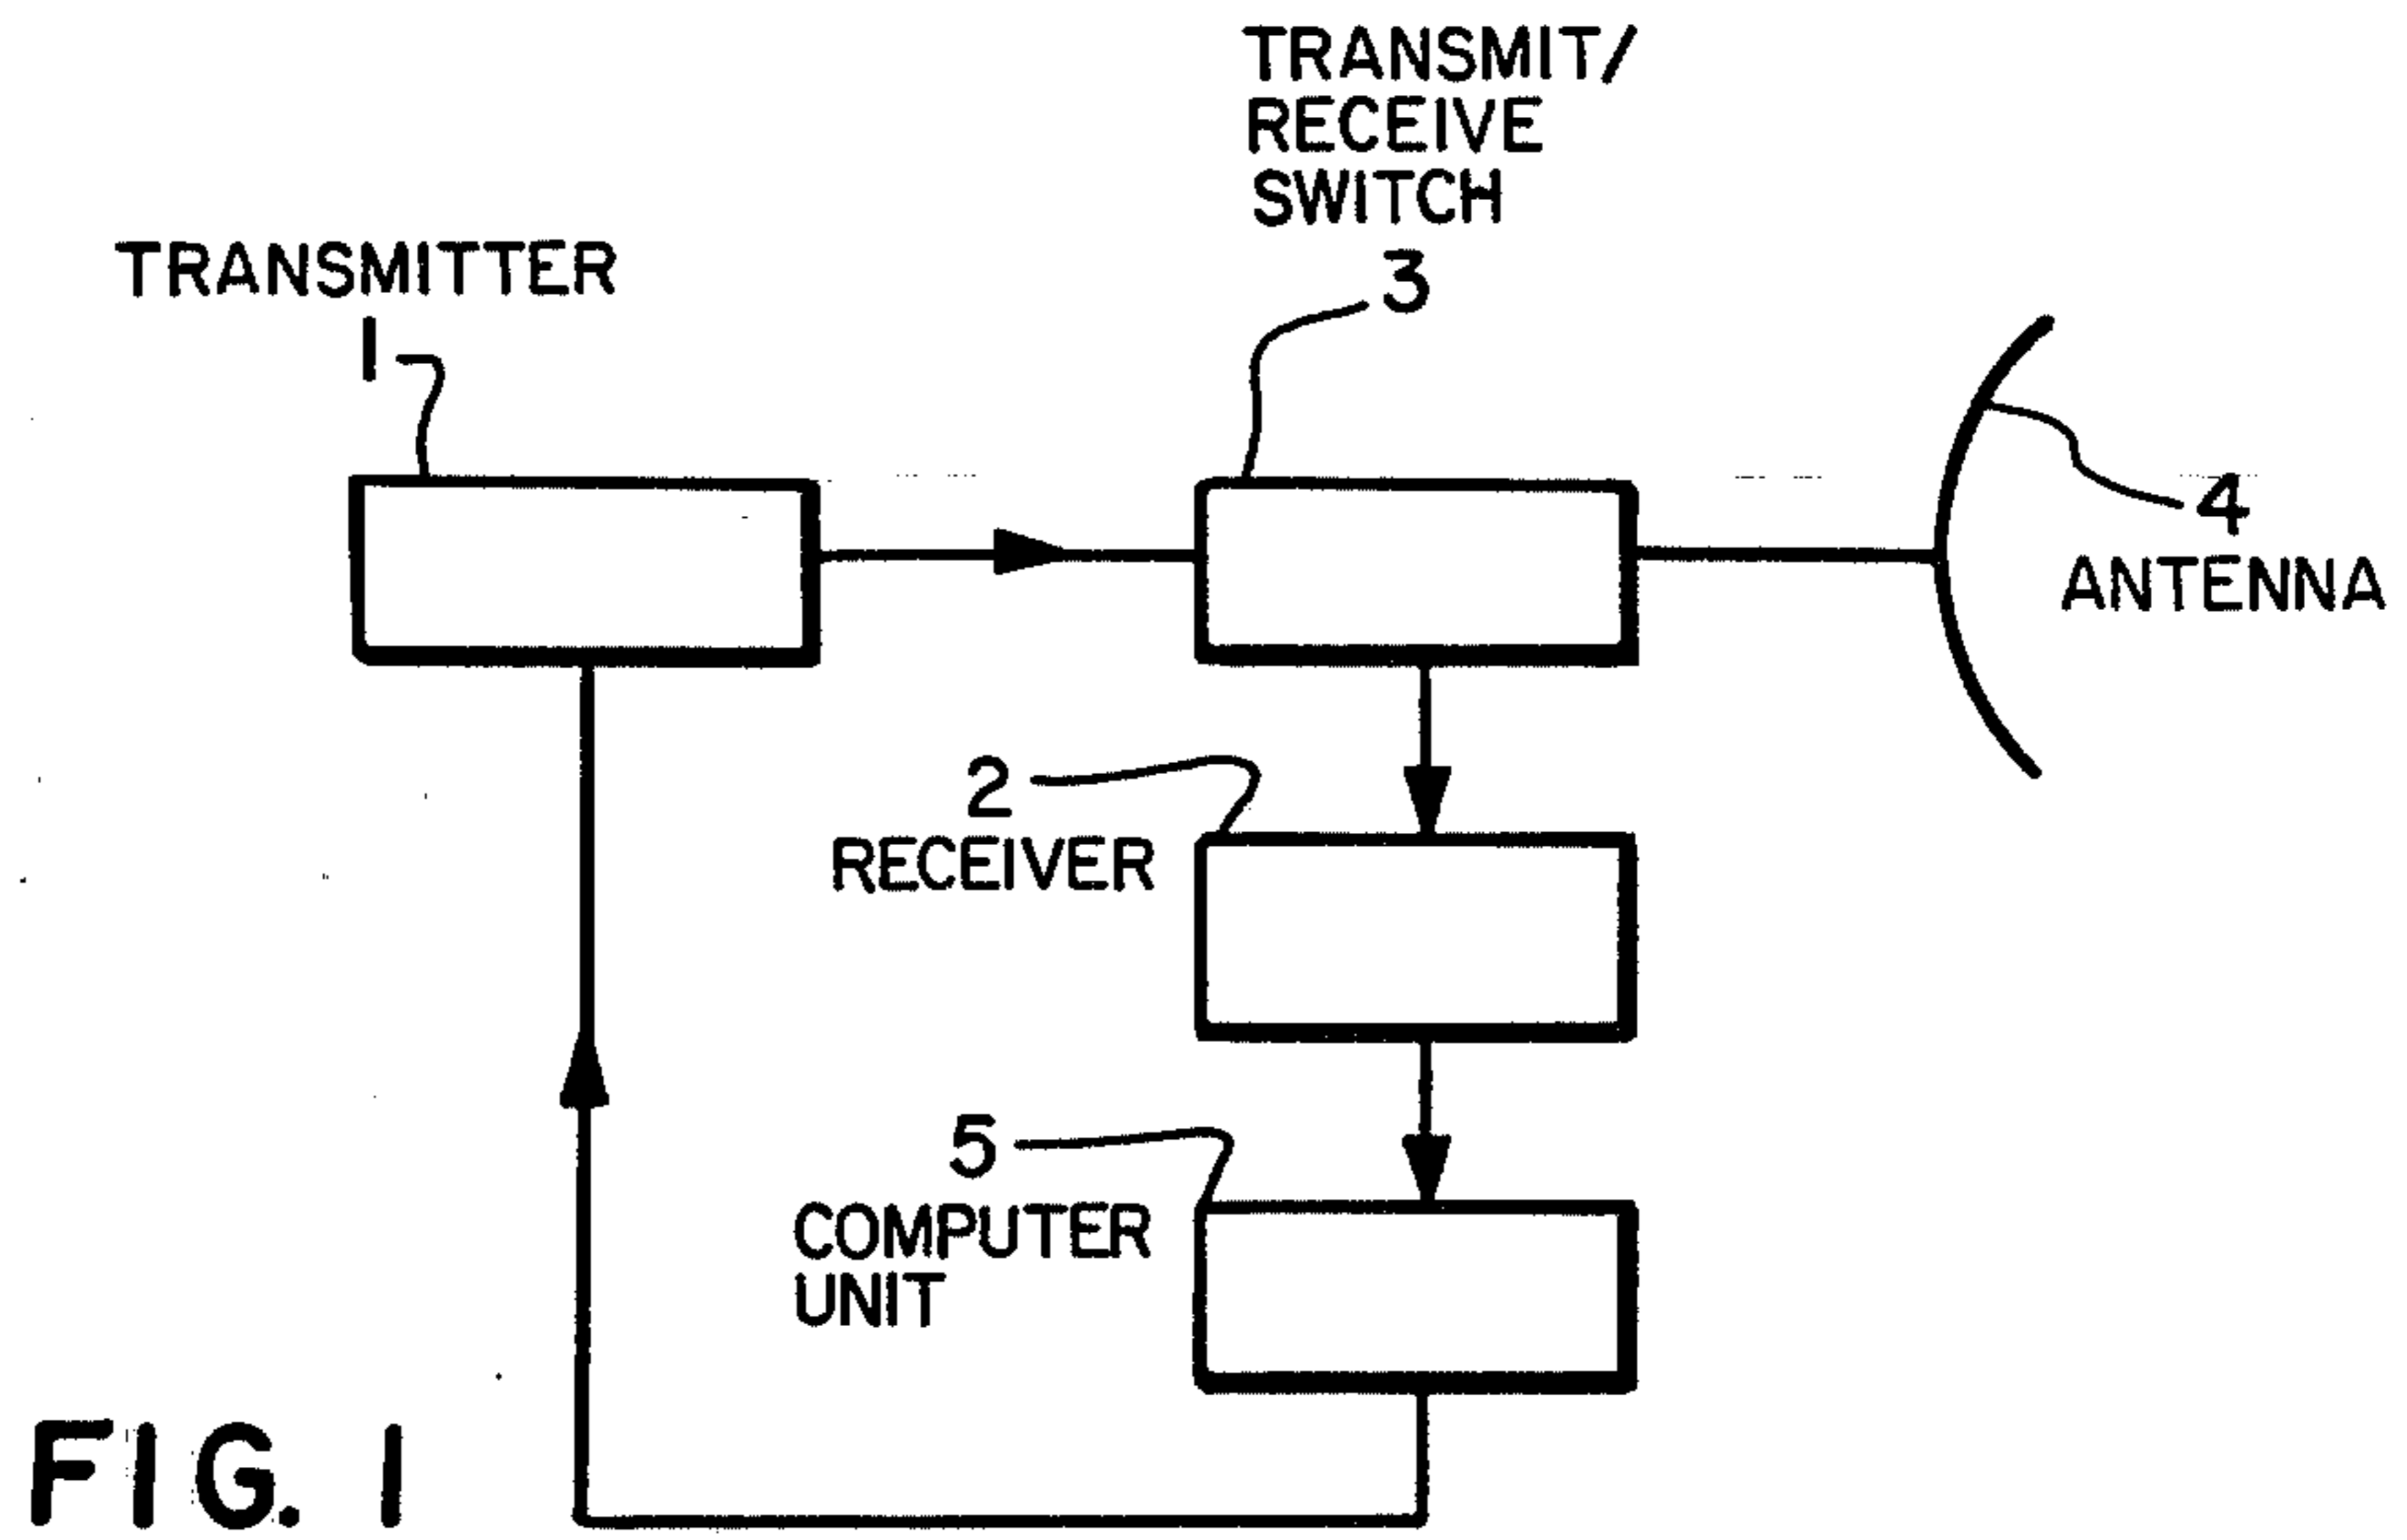 TRANSMIT/
RECEIVE
SWITCH
3
TRANSMITTER
1
4
ANTENNA
2
RECEIVER
5
COMPUTER
UNIT
FIG. 1